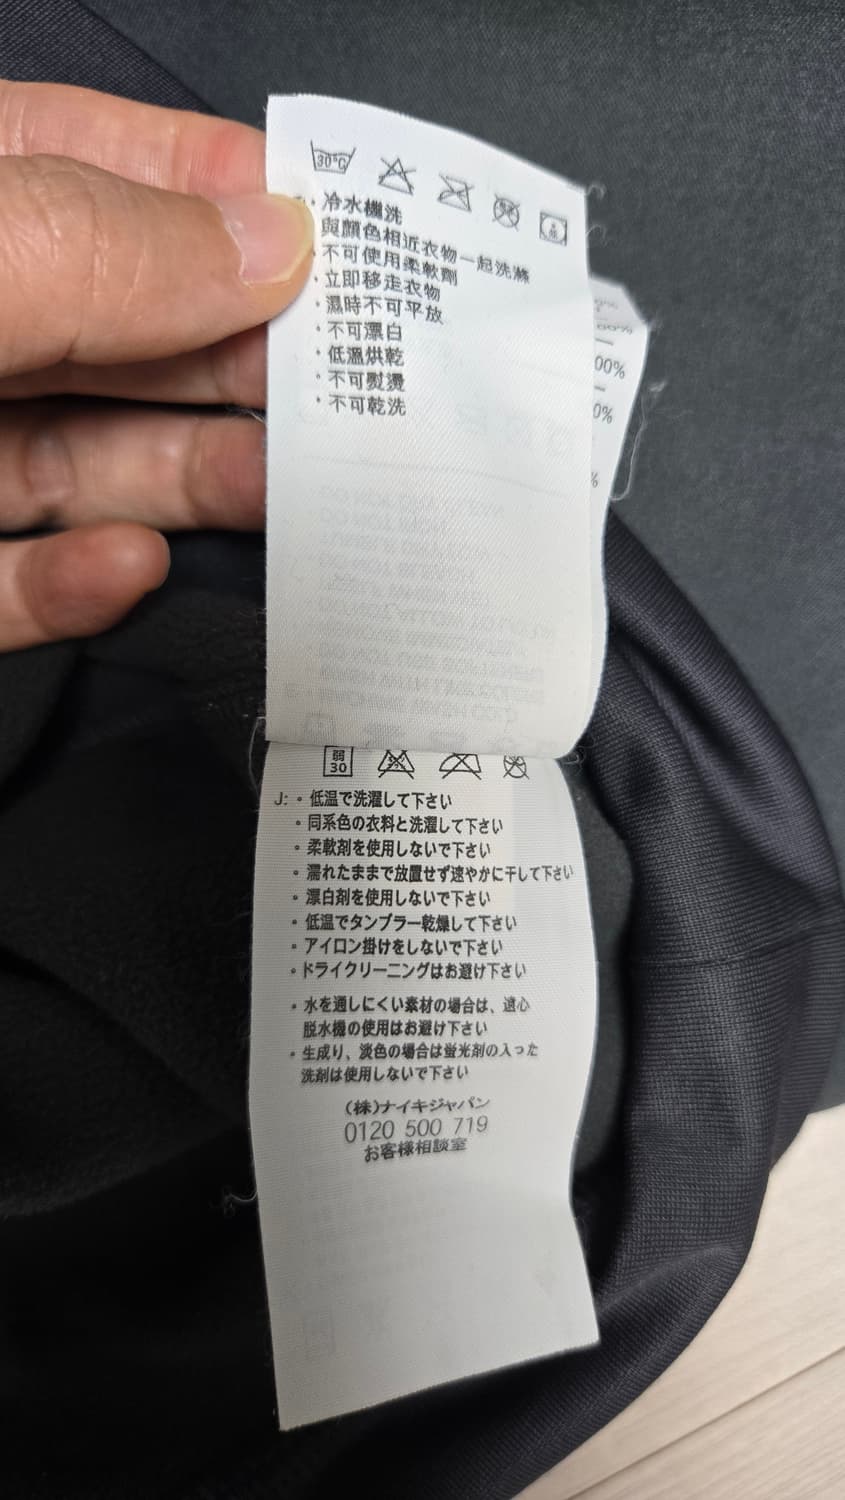 30°C
・冷水機洗
・與顏色相近衣物一起洗滌
・不可使用柔軟劑
・立即移走衣物
・濕時不可平放
・不可漂白
・低溫烘乾
・不可熨燙
・不可乾洗
00%
00%
0%
%
弱
30
J: ・低温で洗濯して下さい
・同系色の衣料と洗濯して下さい
・柔軟剤を使用しないで下さい
・濡れたままで放置せず速やかに干して下さい
・漂白剤を使用しないで下さい
・低温でタンブラー乾燥して下さい
・アイロン掛けをしないで下さい
・ドライクリーニングはお避け下さい
・水を通しにくい素材の場合は、遠心
脱水機の使用はお避け下さい
・生成り、淡色の場合は蛍光剤の入った
洗剤は使用しないで下さい
(株)ナイキジャパン
0120 500 719
お客様相談室